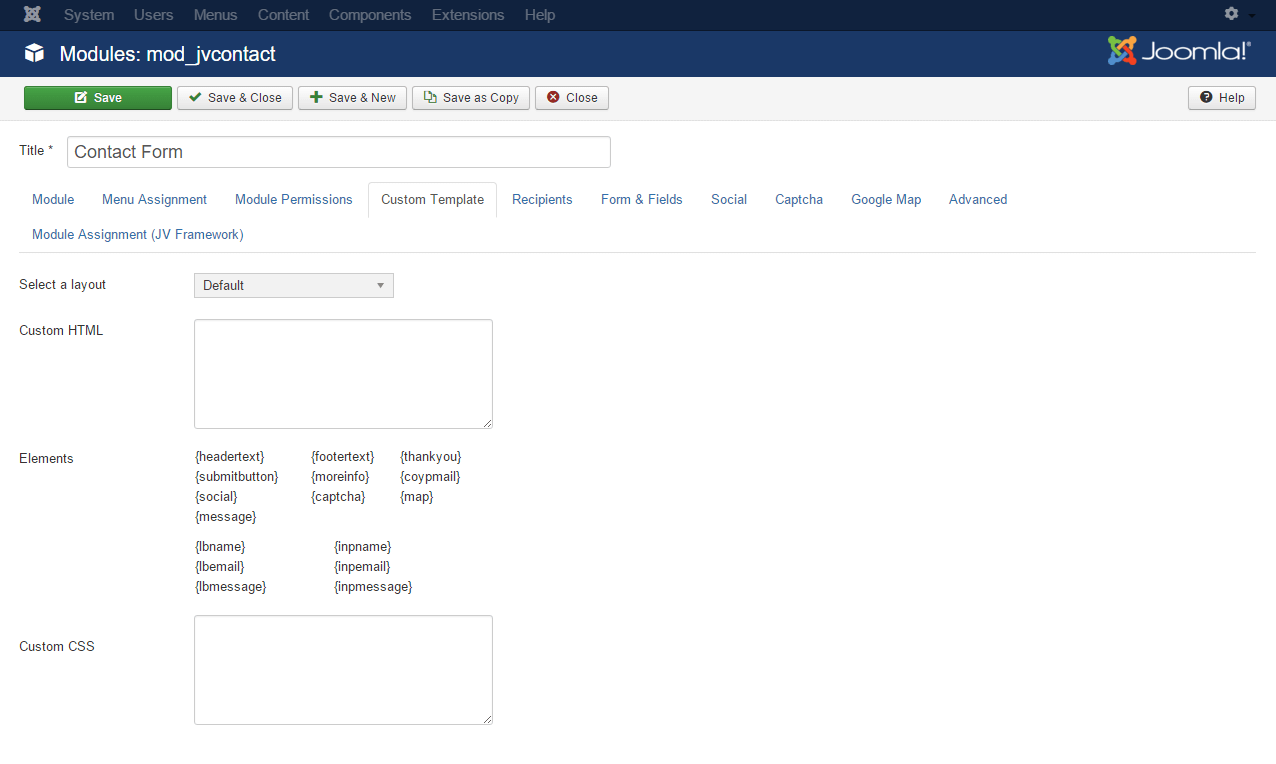 System Users Menus Content Components Extensions Help
Modules: mod_jvcontact Joomla!®
Save Save & Close Save & New Save as Copy Close Help
Title * Contact Form
Module Menu Assignment Module Permissions Custom Template Recipients Form & Fields Social Captcha Google Map Advanced
Module Assignment (JV Framework)
Select a layout Default
Custom HTML
Elements {headertext} {footertext} {thankyou}
{submitbutton} {moreinfo} {coypmail}
{social} {captcha} {map}
{message}
{lbname} {inpname}
{lbemail} {inpemail}
{lbmessage} {inpmessage}
Custom CSS